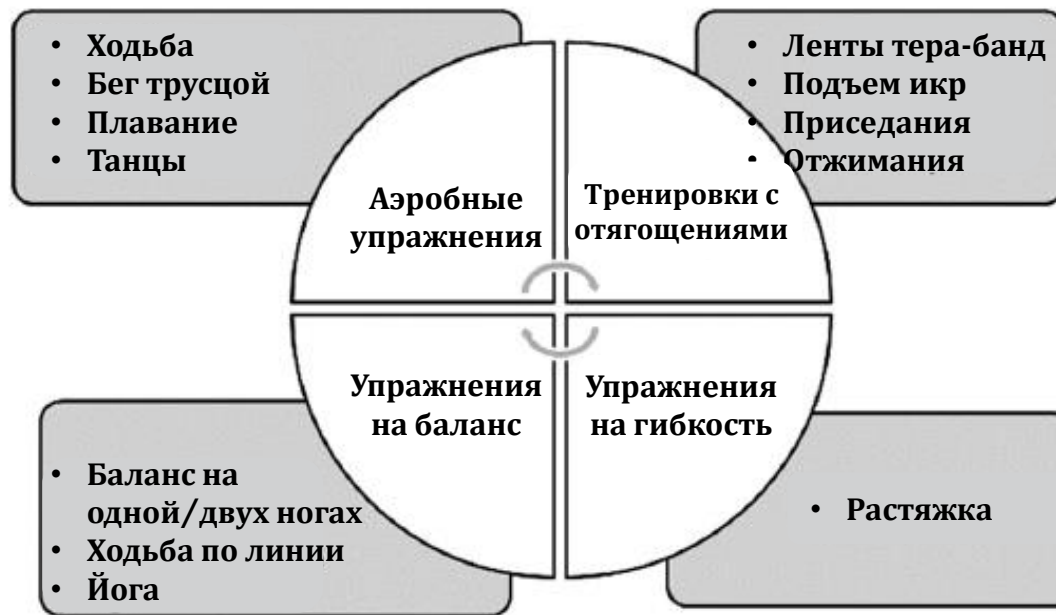 • Ходьба
• Бег трусцой
• Плавание
• Танцы
• Ленты тера-банд
• Подъем икр
• Приседания
• Отжимания
Аэробные
упражнения
Тренировки с
отягощениями
Упражнения
на баланс
Упражнения
на гибкость
• Баланс на
одной/двух ногах
• Ходьба по линии
• Йога
• Растяжка